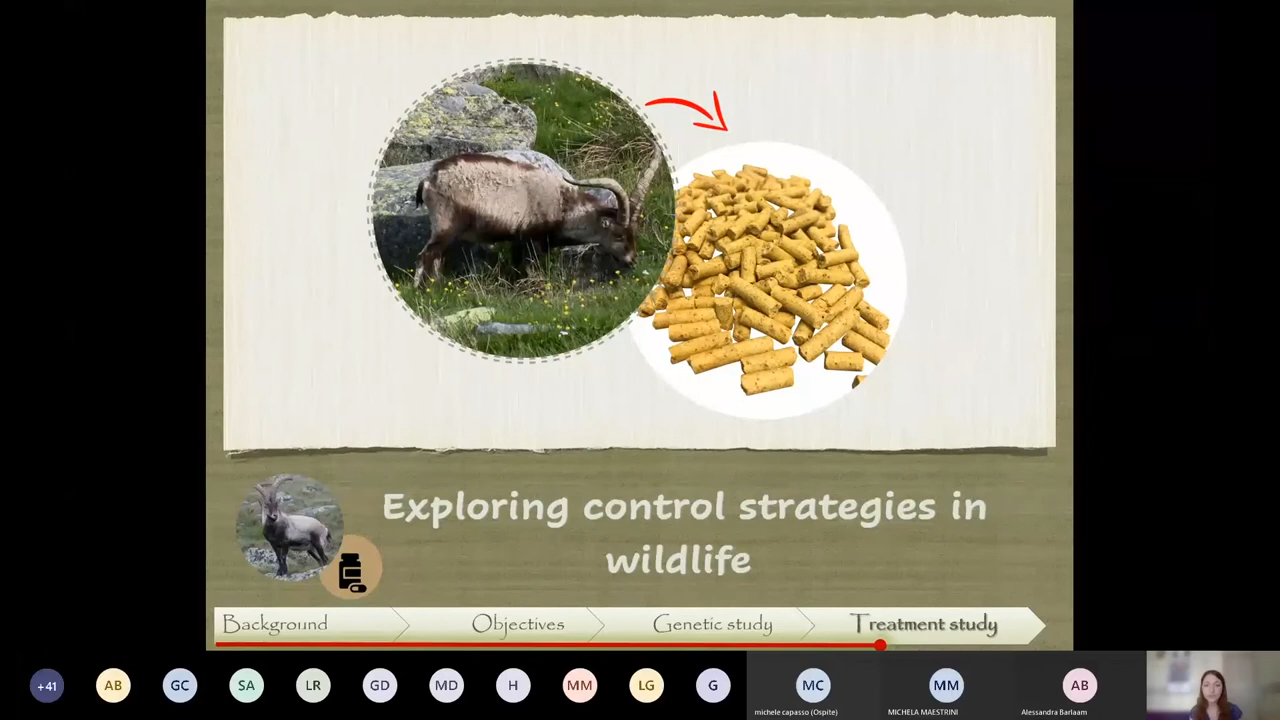 Exploring control strategies in
wildlife
Background
Objectives
Genetic study
Treatment study
+41
AB
GC
SA
LR
GD
MD
H
MM
LG
G
MC
michele capasso (Ospite)
MM
MICHELA MAESTRINI
AB
Alessandra Barlaam